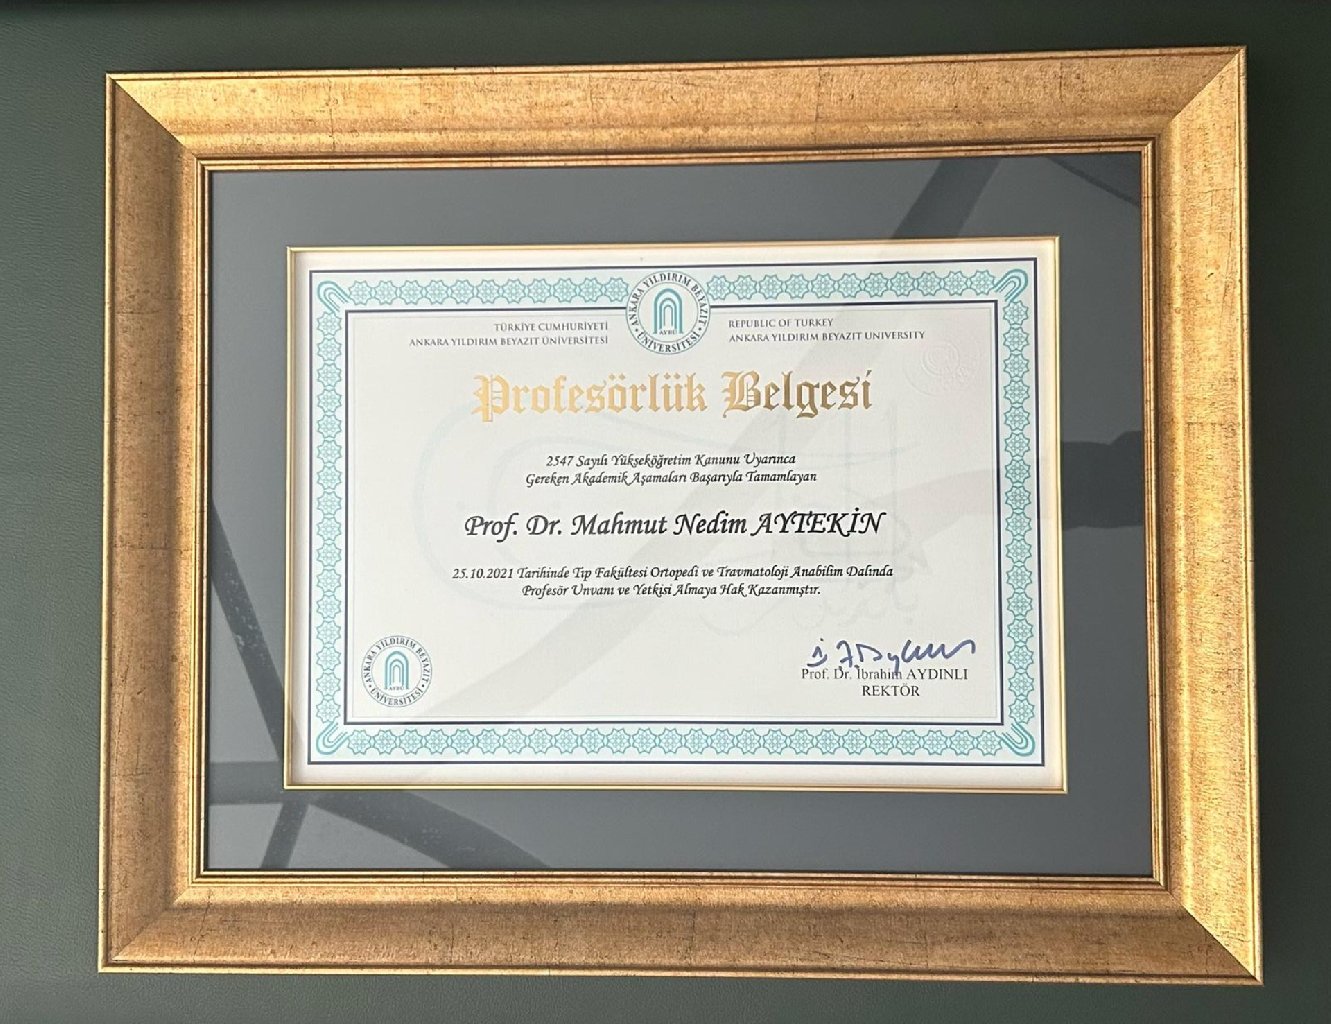 ANKARA YILDIRIM BEYAZIT
AYBÜ
ÜNİVERSİTESİ
TÜRKİYE CUMHURİYETİ
ANKARA YILDIRIM BEYAZIT ÜNİVERSİTESİ
REPUBLIC OF TURKEY
ANKARA YILDIRIM BEYAZIT UNIVERSITY
Profesörlük Belgesi
2547 Sayılı Yükseköğretim Kanunu Uyarınca
Gereken Akademik Aşamaları Başarıyla Tamamlayan
Prof. Dr. Mahmut Nedim AYTEKİN
25.10.2021 Tarihinde Tıp Fakültesi Ortopedi ve Travmatoloji Anabilim Dalında
Profesör Unvanı ve Yetkisi Almaya Hak Kazanmıştır.
ANKARA YILDIRIM BEYAZIT
AYBÜ
ÜNİVERSİTESİ
Prof. Dr. İbrahim AYDINLI
REKTÖR